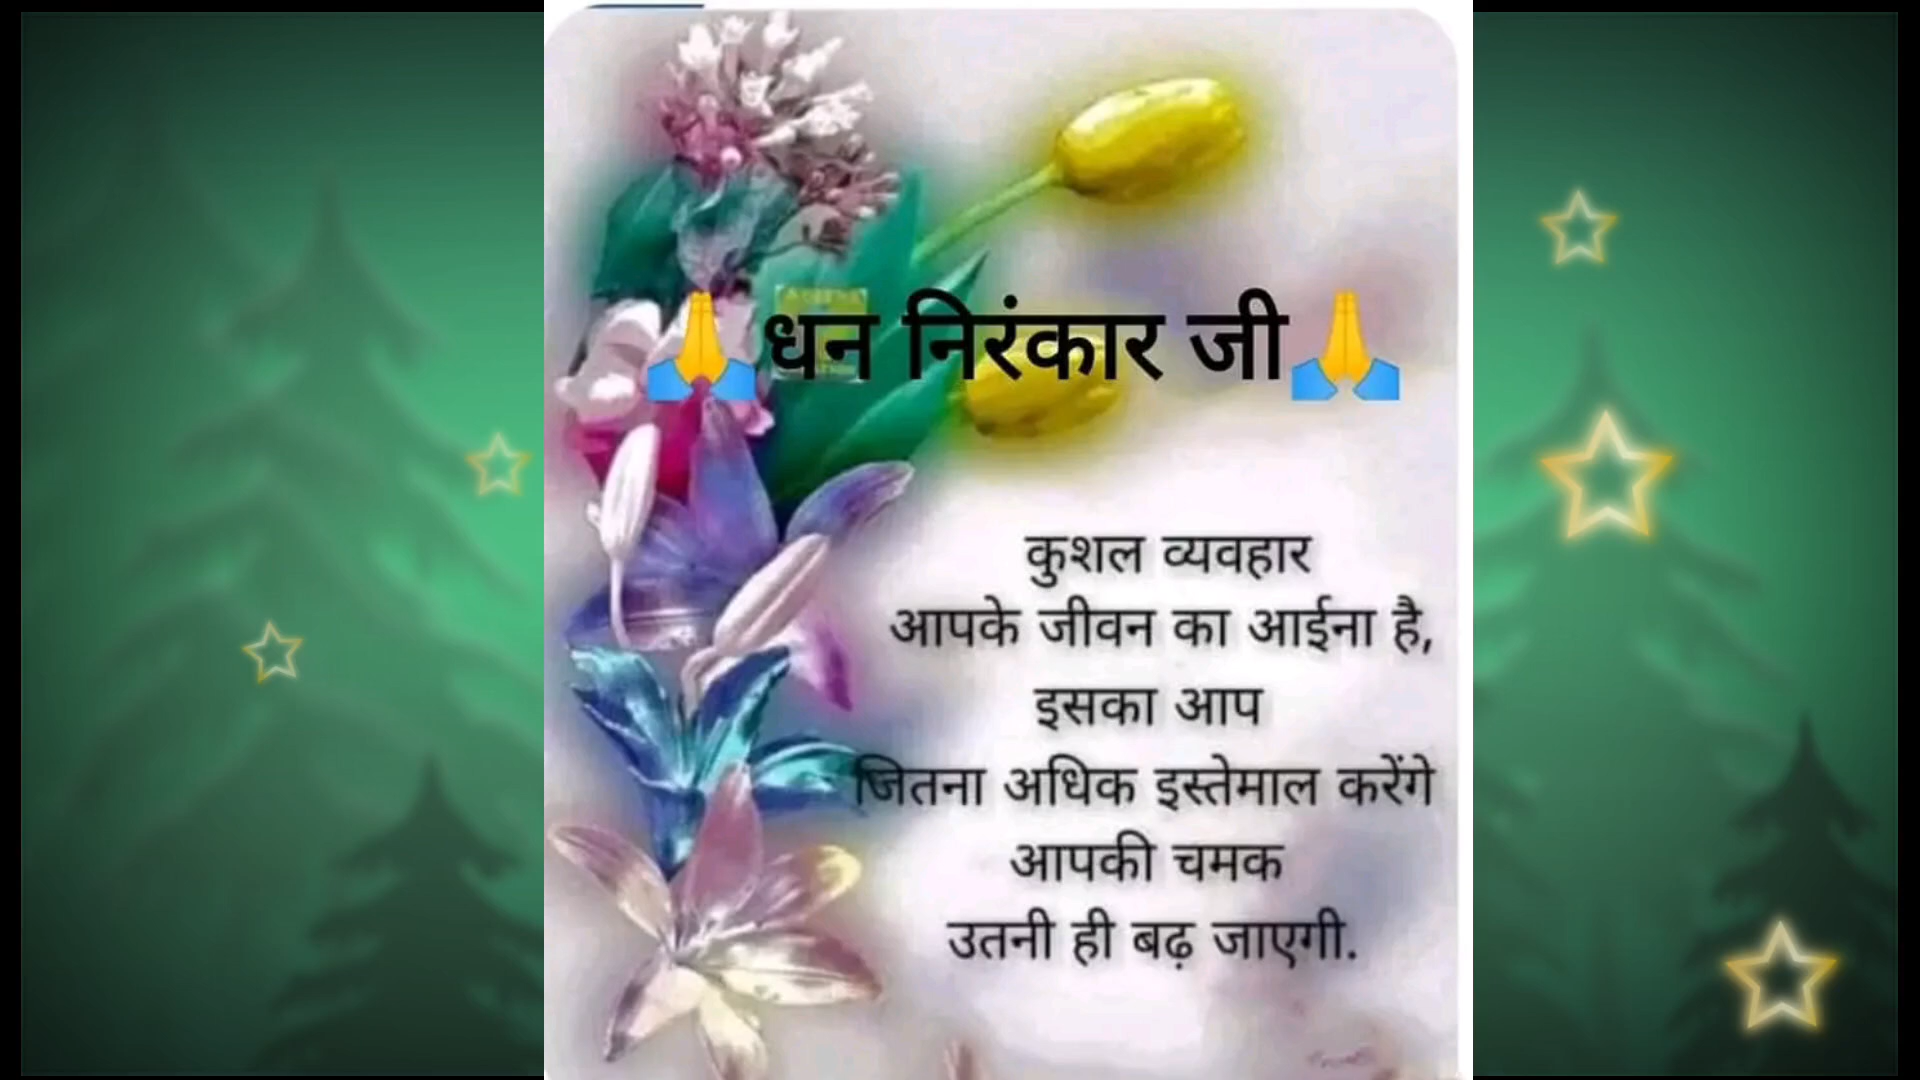 🙏धन निरंकार जी🙏
कुशल व्यवहार
आपके जीवन का आईना है,
इसका आप
जितना अधिक इस्तेमाल करेंगे
आपकी चमक
उतनी ही बढ़ जाएगी.